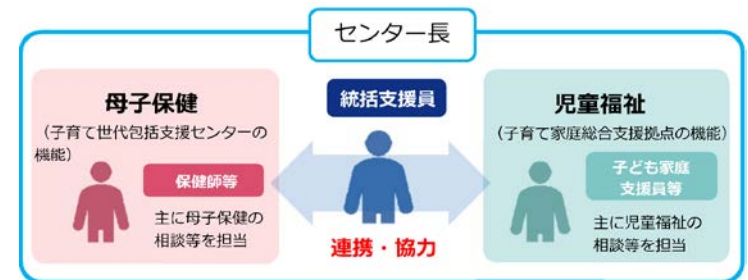 センター長
母子保健
（子育て世代包括支援センターの
機能）
保健師等
主に母子保健の
相談等を担当
統括支援員
連携・協力
児童福祉
（子育て家庭総合支援拠点の機能）
子ども家庭
支援員等
主に児童福祉の
相談等を担当